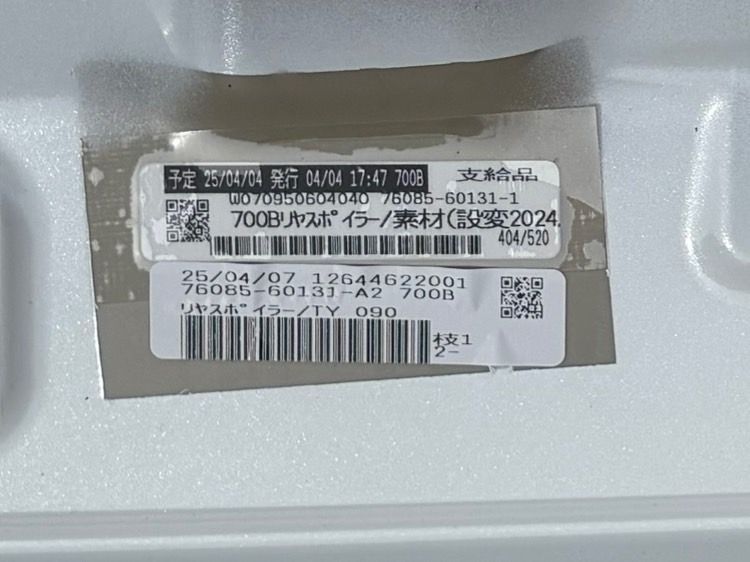 予定 25/04/04 発行 04/04 17:47 700B 支給品
W070950604040 76085-60131-1
700Bリヤスポイラー/素材(設変2024.
404/520
25/04/07 12644622001
76085-60131-A2 700B
リヤスポイラー/TY 090
枝1
2-